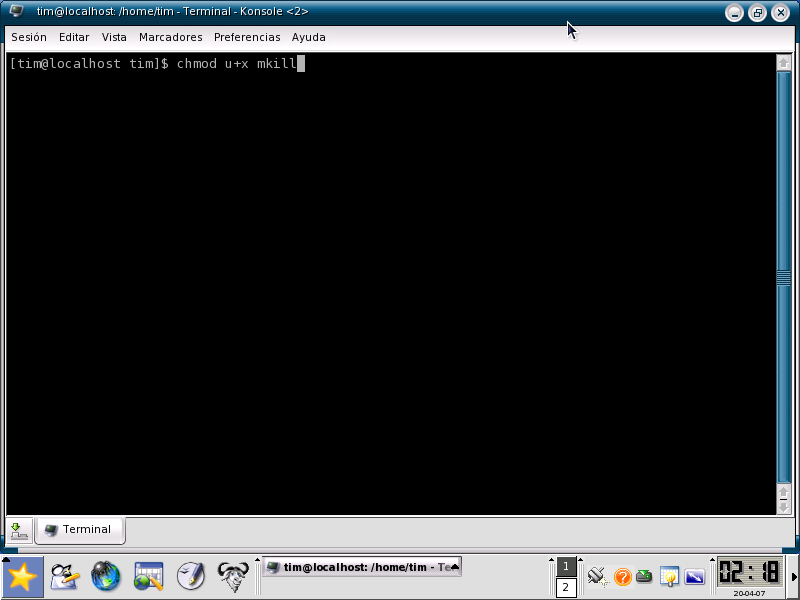 tim@localhost: /home/tim - Terminal - Konsole <2>
Sesión Editar Vista Marcadores Preferencias Ayuda
[tim@localhost tim]$ chmod u+x mkill
Terminal
tim@localhost: /home/tim - Te
1
2
02:18
20-04-07